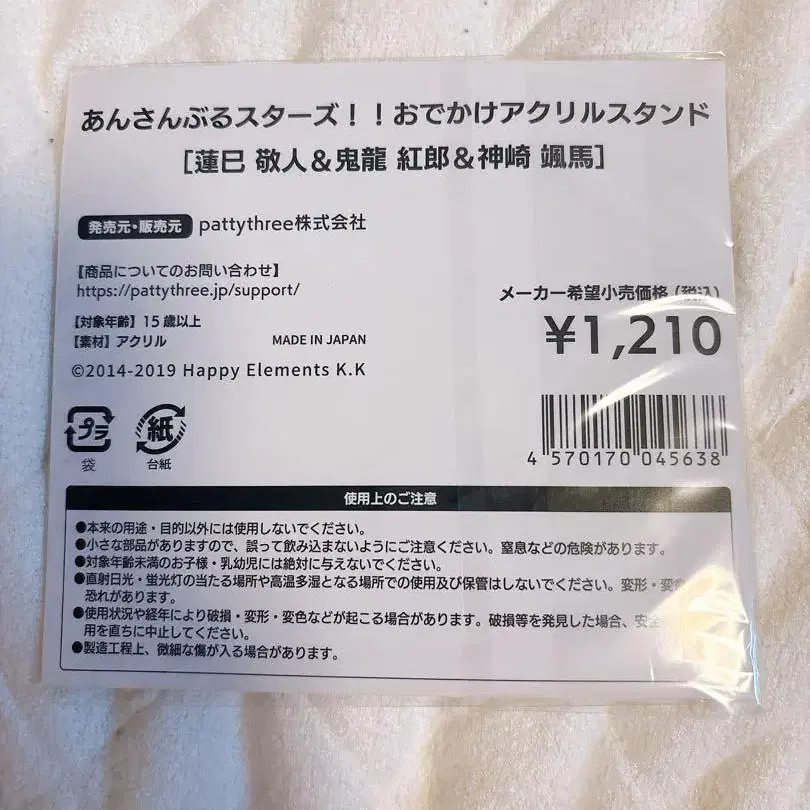 あんさんぶるスターズ！！おでかけアクリルスタンド
[蓮巳 敬人＆鬼龍 紅郎＆神崎 颯馬]
発売元・販売元 pattythree株式会社
【商品についてのお問い合わせ】
https://pattythree.jp/support/
【対象年齢】15歳以上
【素材】アクリル
MADE IN JAPAN
©2014-2019 Happy Elements K.K
メーカー希望小売価格（税込）
¥1,210
プラ
袋
紙
台紙
4 570170 045638
使用上のご注意
●本来の用途・目的以外には使用しないでください。
●小さな部品がありますので、誤って飲み込まないようにご注意ください。窒息などの危険があります。
●対象年齢未満のお子様・乳幼児には絶対に与えないでください。
●直射日光・蛍光灯の当たる場所や高温多湿となる場所での使用及び保管はしないでください。変形・変
恐れがあります。
●使用状況や経年により破損・変形・変色などが起こる場合があります。破損等を発見した場合、安全
用を直ちに中止してください。
●製造工程上、微細な傷が入る場合があります。